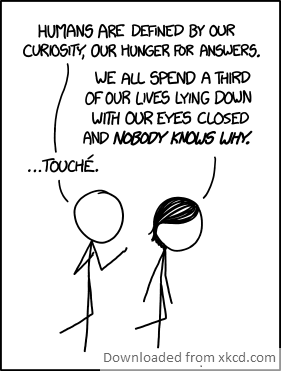 HUMANS ARE DEFINED BY OUR
CURIOSITY, OUR HUNGER FOR ANSWERS.
WE ALL SPEND A THIRD
OF OUR LIVES LYING DOWN
WITH OUR EYES CLOSED
AND NOBODY KNOWS WHY.
...TOUCHÉ.
Downloaded from xkcd.com